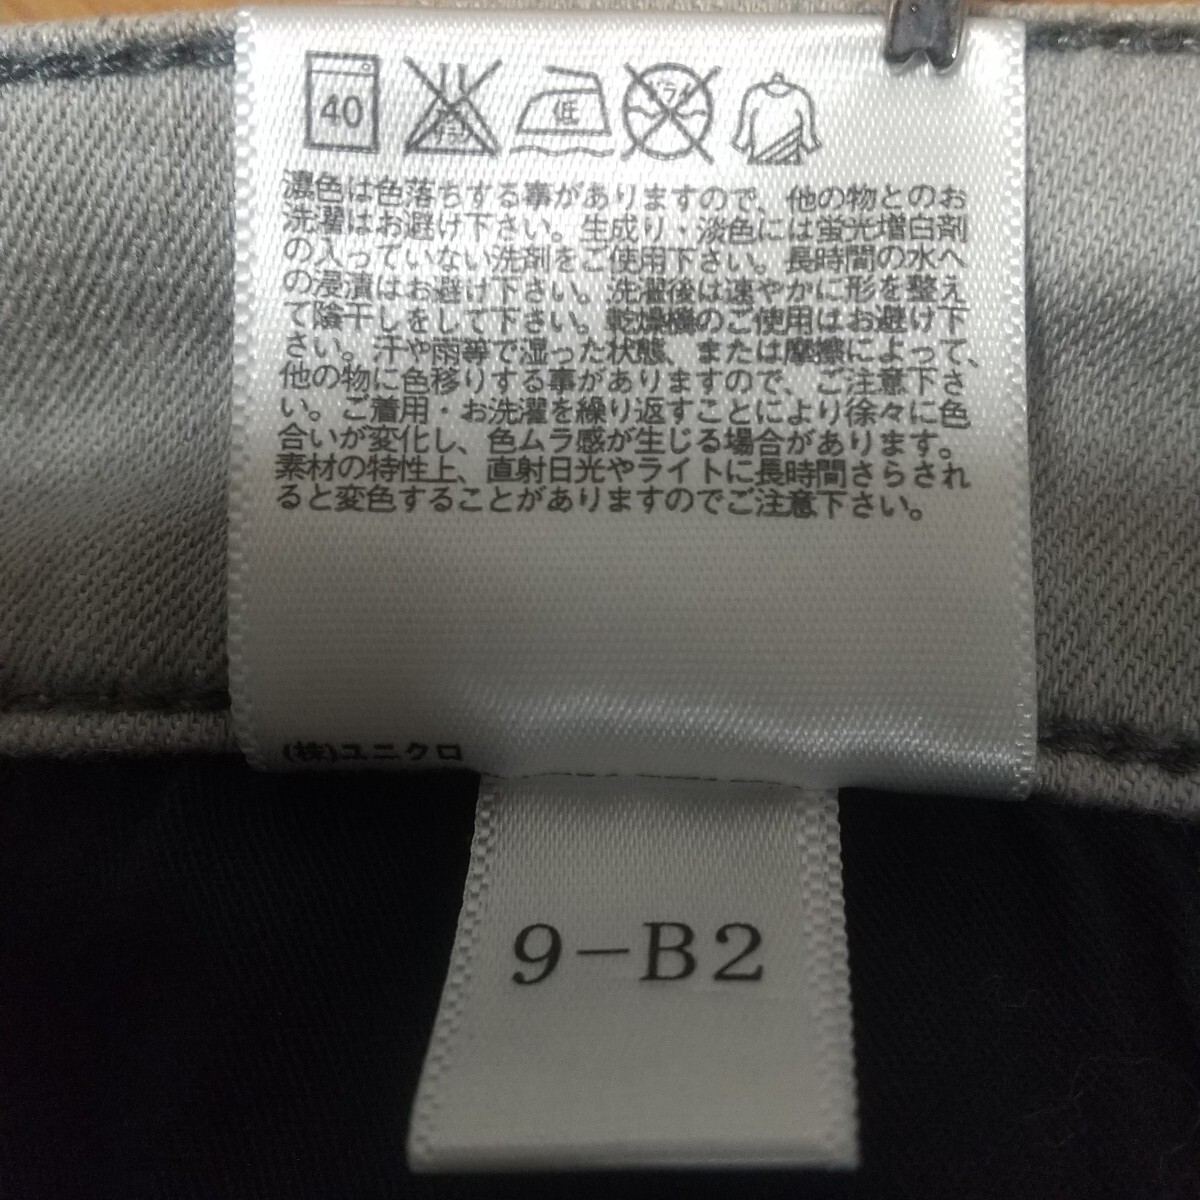 40
エンソ
サラシ
低
ドライ
濃色は色落ちする事がありますので、他の物とのお
洗濯はお避け下さい。生成り・淡色には蛍光増白剤
の入っていない洗剤をご使用下さい。長時間の水へ
の浸漬はお避け下さい。洗濯後は速やかに形を整え
て陰干しをして下さい。乾燥機のご使用はお避け下
さい。汗や雨等で湿った状態、または摩擦によって、
他の物に色移りする事がありますので、ご注意下さ
い。ご着用・お洗濯を繰り返すことにより徐々に色
合いが変化し、色ムラ感が生じる場合があります。
素材の特性上、直射日光やライトに長時間さらされ
ると変色することがありますのでご注意下さい。
(株)ユニクロ
9-B2